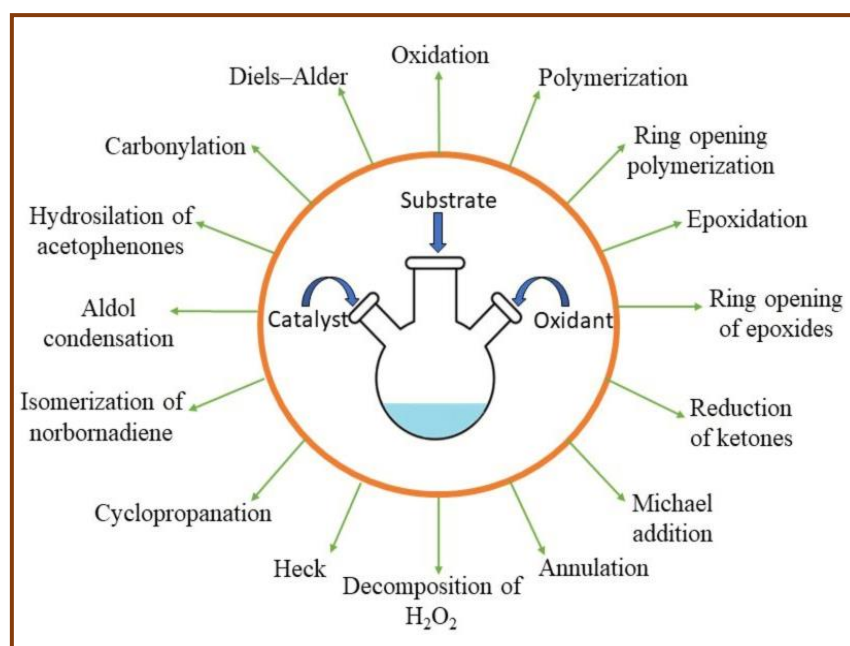 Oxidation
Polymerization
Ring opening
polymerization
Epoxidation
Ring opening
of epoxides
Reduction
of ketones
Michael
addition
Annulation
Decomposition of
H₂O₂
Heck
Cyclopropanation
Isomerization of
norbornadiene
Aldol
condensation
Hydrosilation of
acetophenones
Carbonylation
Diels–Alder
Substrate
Catalyst
Oxidant